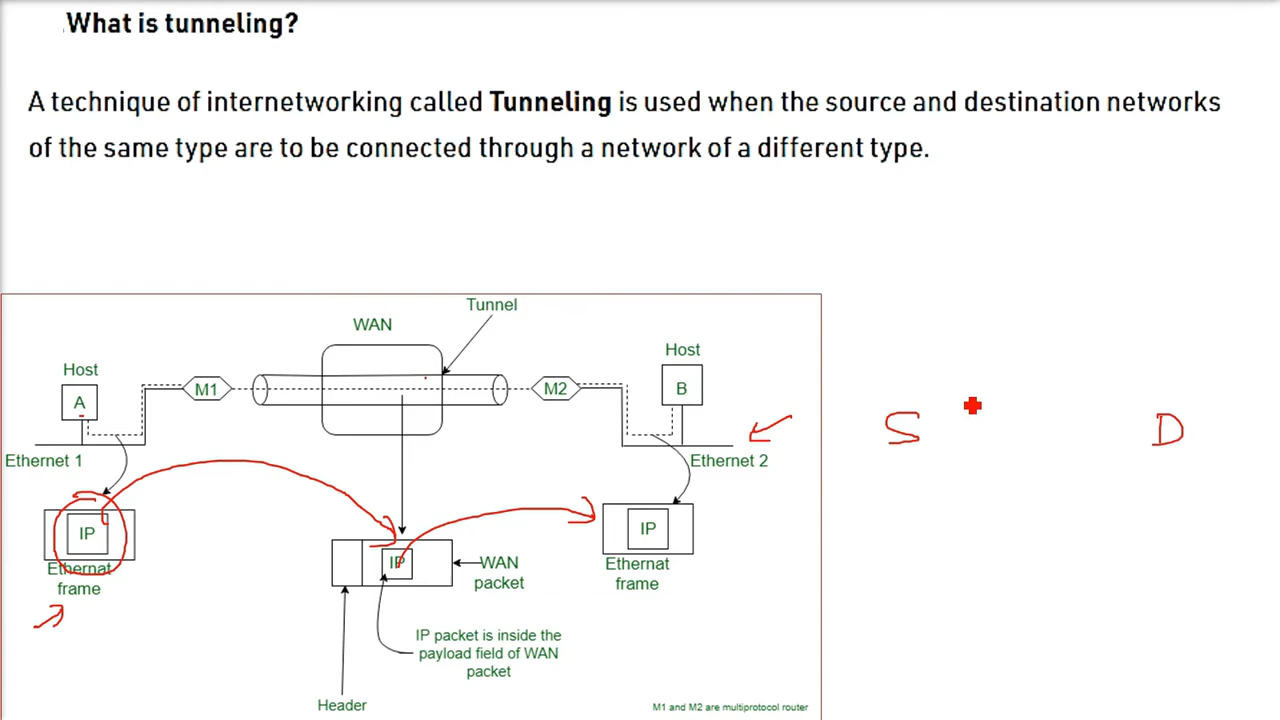 What is tunneling?
A technique of internetworking called Tunneling is used when the source and destination networks
of the same type are to be connected through a network of a different type.
Tunnel
WAN
Host
Host
A
M1
M2
B
Ethernet 1
Ethernet 2
S
D
IP
IP
IP
Ethernat
frame
WAN
packet
Ethernat
frame
IP packet is inside the
payload field of WAN
packet
Header
M1 and M2 are multiprotocol router